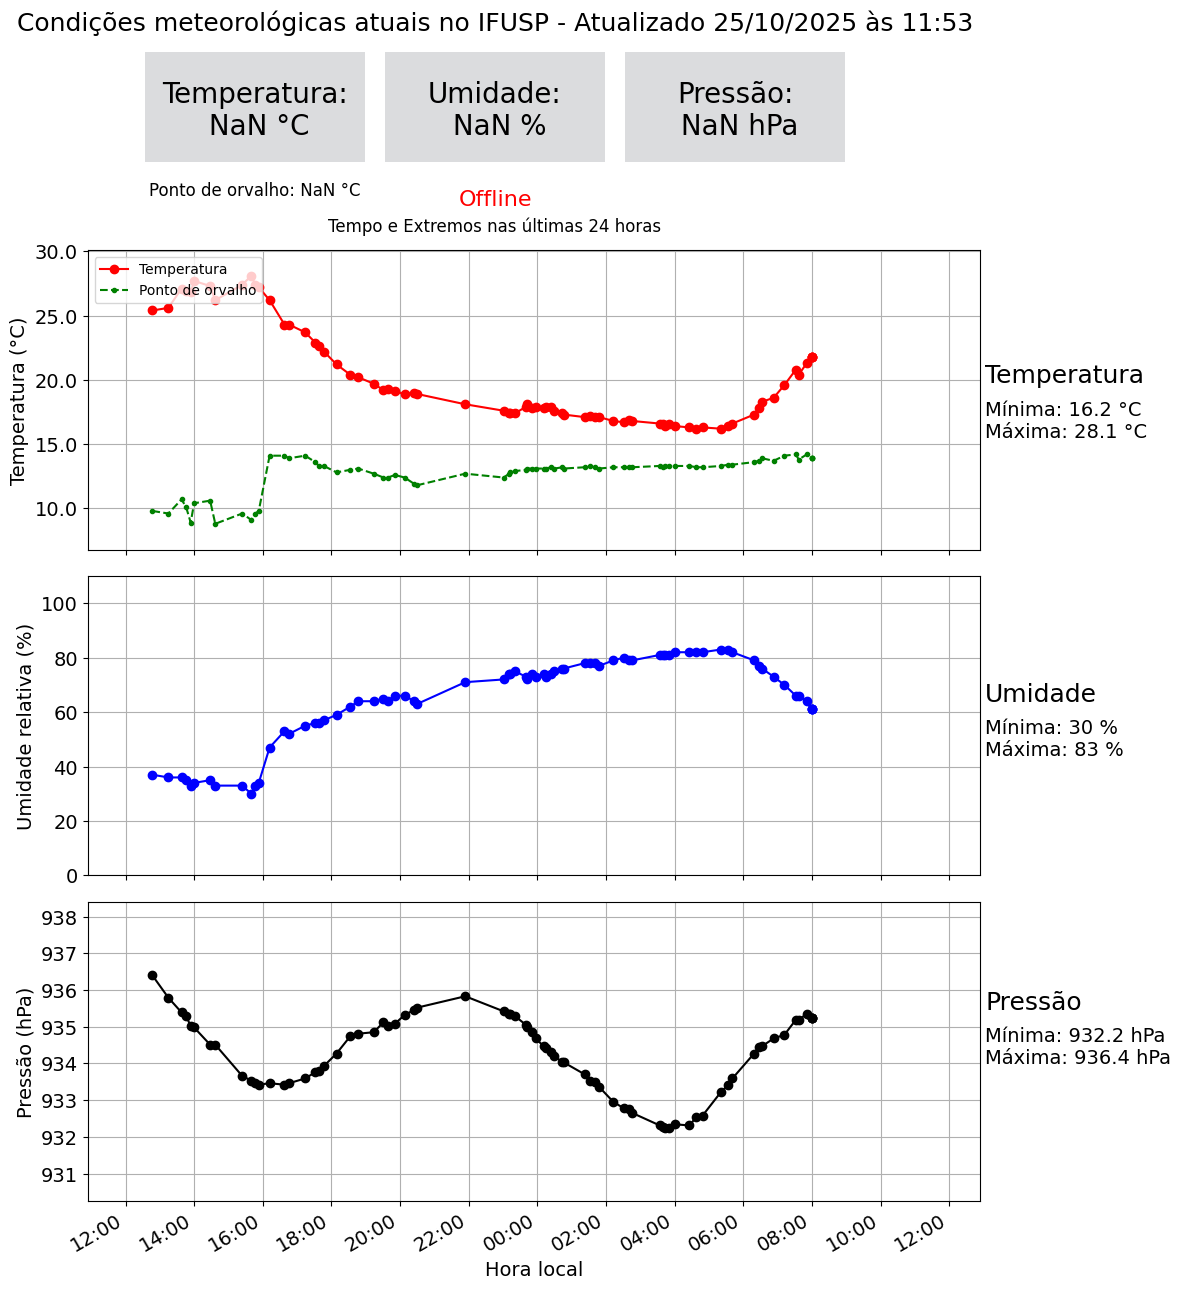 Condições meteorológicas atuais no IFUSP - Atualizado 25/10/2025 às 11:53
Temperatura:
NaN °C
Umidade:
NaN %
Pressão:
NaN hPa
Ponto de orvalho: NaN °C
Offline
Tempo e Extremos nas últimas 24 horas
Temperatura (°C)
30.0
25.0
20.0
15.0
10.0
Temperatura
Ponto de orvalho
Temperatura
Mínima: 16.2 °C
Máxima: 28.1 °C
Umidade relativa (%)
100
80
60
40
20
0
Umidade
Mínima: 30 %
Máxima: 83 %
Pressão (hPa)
938
937
936
935
934
933
932
931
Pressão
Mínima: 932.2 hPa
Máxima: 936.4 hPa
12:00 14:00 16:00 18:00 20:00 22:00 00:00 02:00 04:00 06:00 08:00 10:00 12:00
Hora local